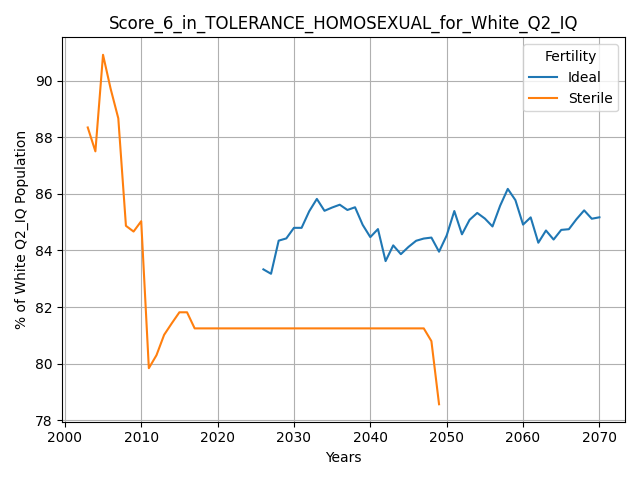 Score_6_in_TOLERANCE_HOMOSEXUAL_for_White_Q2_IQ
Fertility
Ideal
Sterile
% of White Q2_IQ Population
90
88
86
84
82
80
78
2000
2010
2020
2030
2040
2050
2060
2070
Years